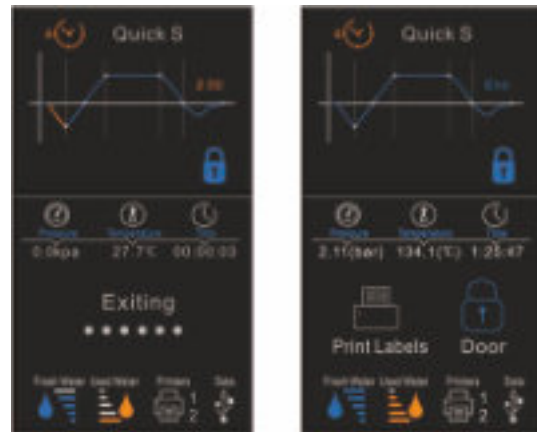 Quick S
Pressure Temperature Time
0.0kpa 27.7℃ 00:00:03
Exiting
Fresh Water Used Water Printers Data
1
2
Quick S
Pressure Temperature Time
2.11(bar) 134.1(℃) 1:25:47
Print Labels Door
Fresh Water Used Water Printers Data
1
2